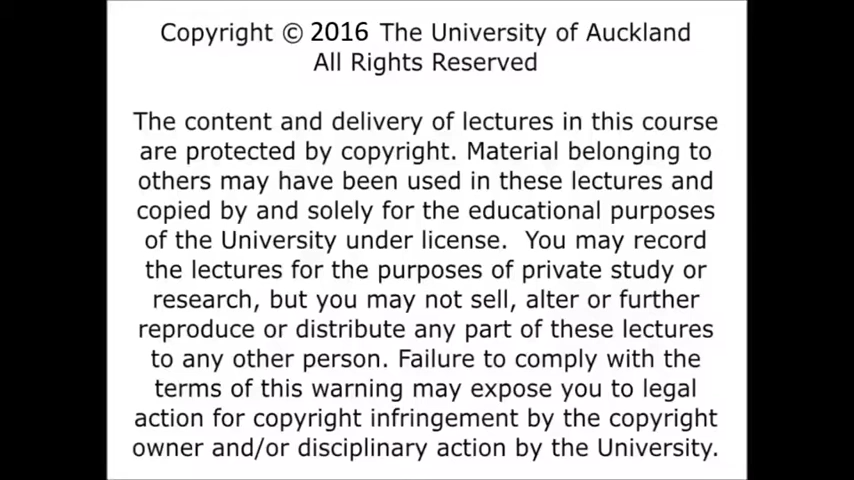 Copyright © 2016 The University of Auckland
All Rights Reserved
The content and delivery of lectures in this course
are protected by copyright. Material belonging to
others may have been used in these lectures and
copied by and solely for the educational purposes
of the University under license. You may record
the lectures for the purposes of private study or
research, but you may not sell, alter or further
reproduce or distribute any part of these lectures
to any other person. Failure to comply with the
terms of this warning may expose you to legal
action for copyright infringement by the copyright
owner and/or disciplinary action by the University.